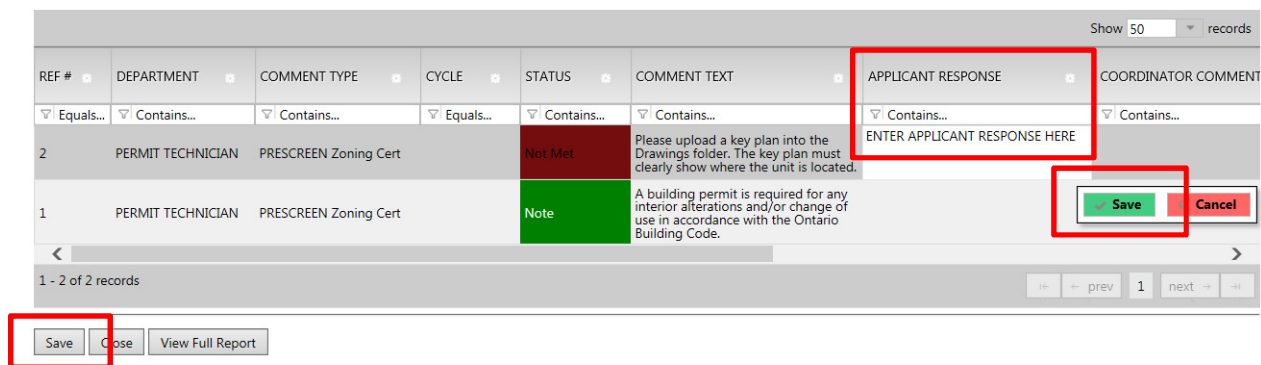 Show 50 records
REF # DEPARTMENT COMMENT TYPE CYCLE STATUS COMMENT TEXT APPLICANT RESPONSE COORDINATOR COMMENT
Equals... Contains... Contains... Equals... Contains... Contains... Contains... Contains...
2 PERMIT TECHNICIAN PRESCREEN Zoning Cert Not Met
Please upload a key plan into the
Drawings folder. The key plan must
clearly show where the unit is located.
ENTER APPLICANT RESPONSE HERE
1 PERMIT TECHNICIAN PRESCREEN Zoning Cert Note
A building permit is required for any
interior alterations and/or change of
use in accordance with the Ontario
Building Code.
Save Cancel
1 - 2 of 2 records
prev 1 next
Save Close View Full Report